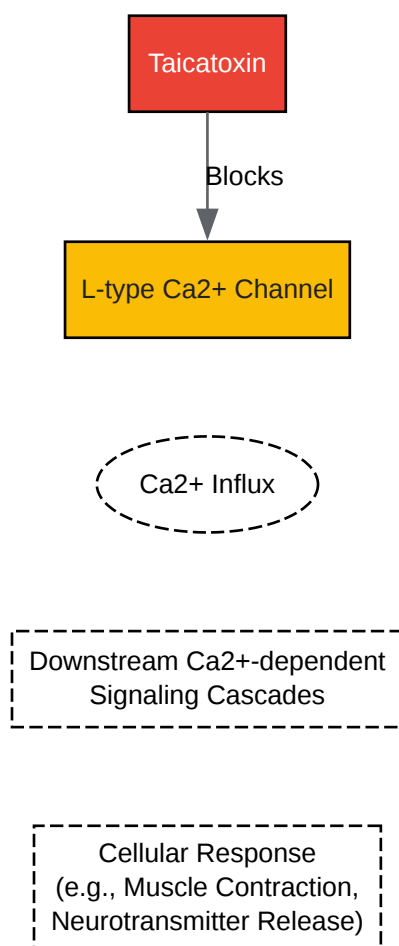 Taicatoxin
Blocks
L-type Ca2+ Channel
Ca2+ Influx
Downstream Ca2+-dependent
Signaling Cascades
Cellular Response
(e.g., Muscle Contraction,
Neurotransmitter Release)